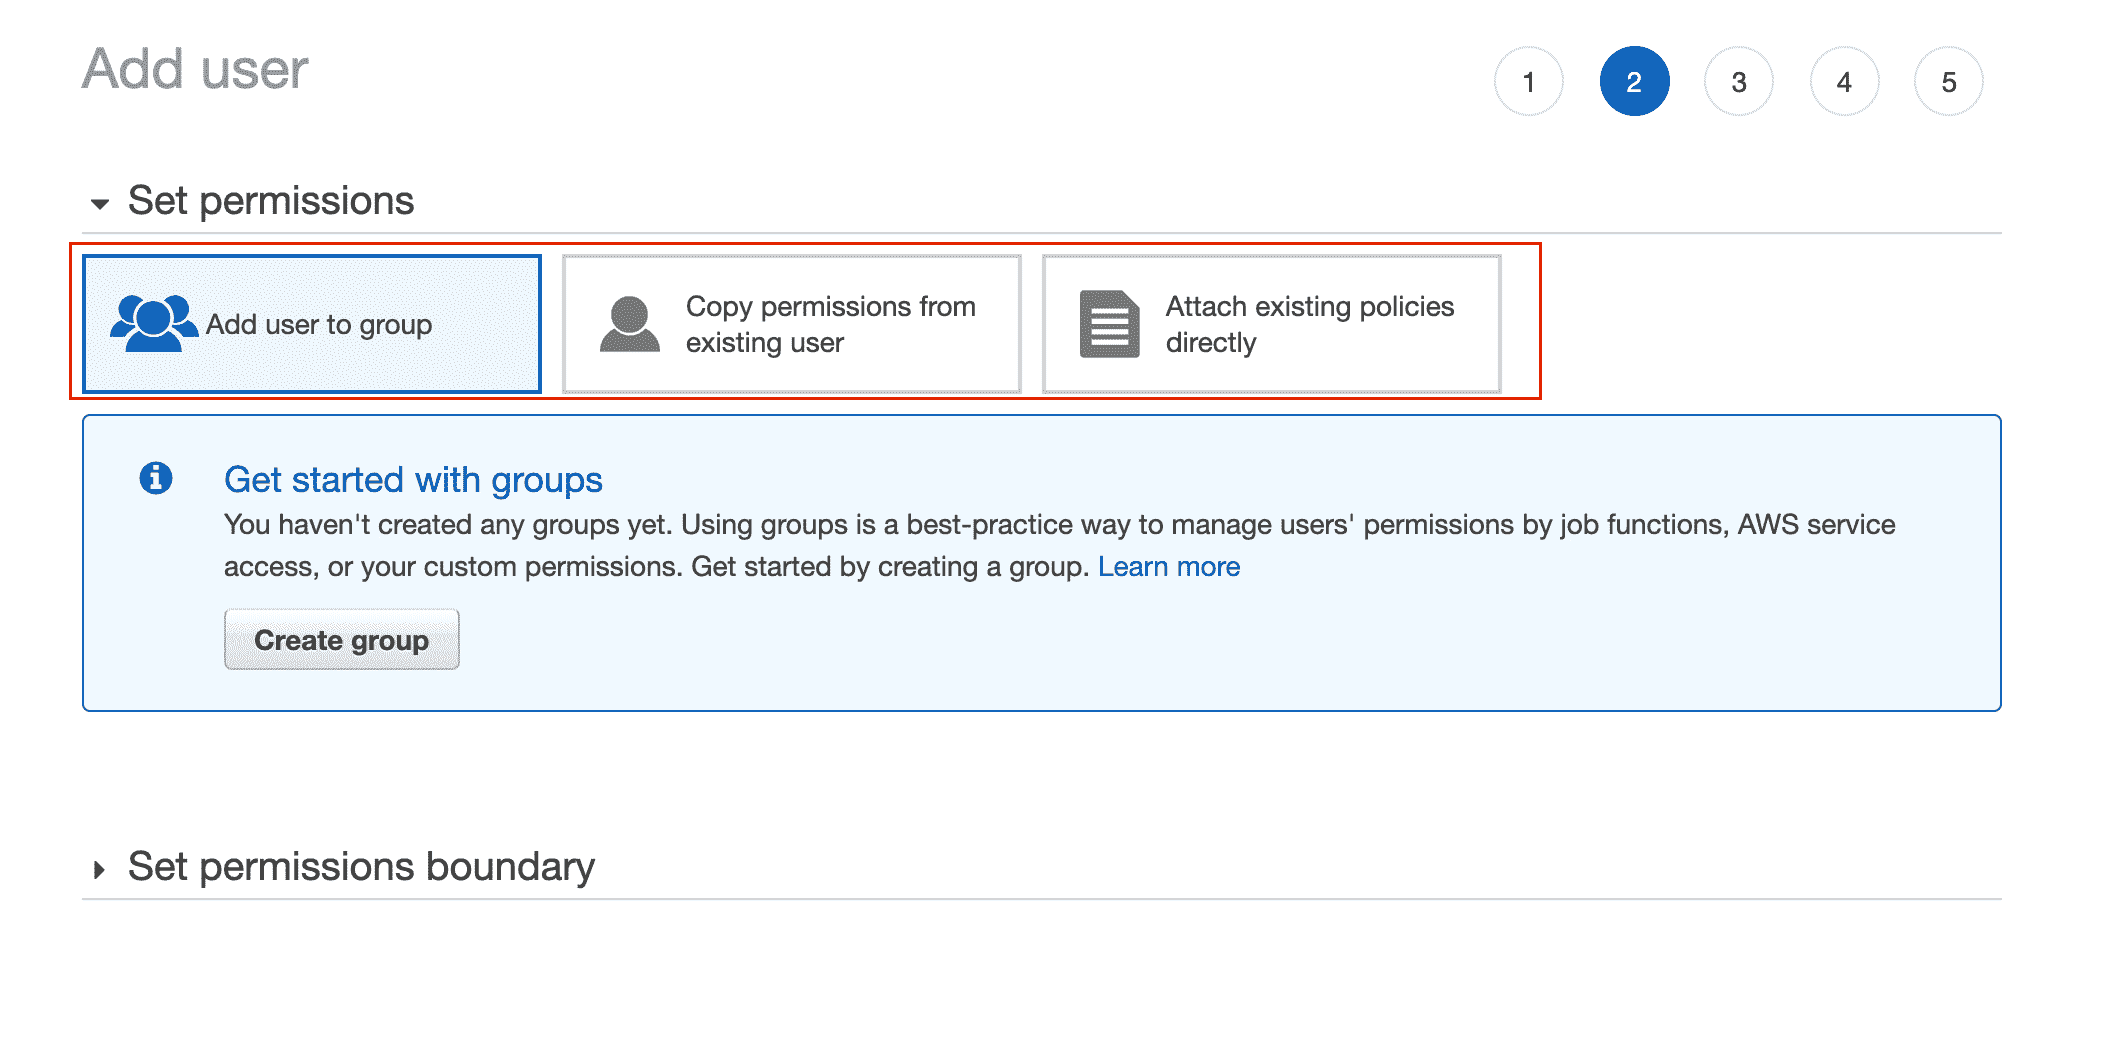 Add user
1 2 3 4 5
Set permissions
Add user to group
Copy permissions from
existing user
Attach existing policies
directly
Get started with groups
You haven't created any groups yet. Using groups is a best-practice way to manage users' permissions by job functions, AWS service
access, or your custom permissions. Get started by creating a group. Learn more
Create group
Set permissions boundary